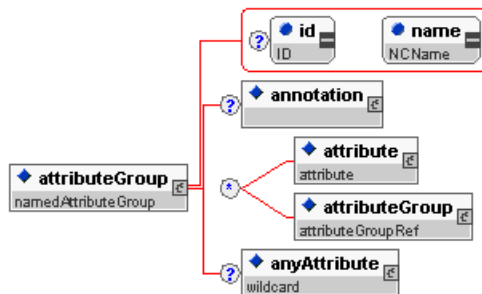 ? id name
ID NCName
? annotation
attribute
attribute
attributeGroup
namedAttributeGroup
*
attributeGroup
attributeGroupRef
? anyAttribute
wildcard